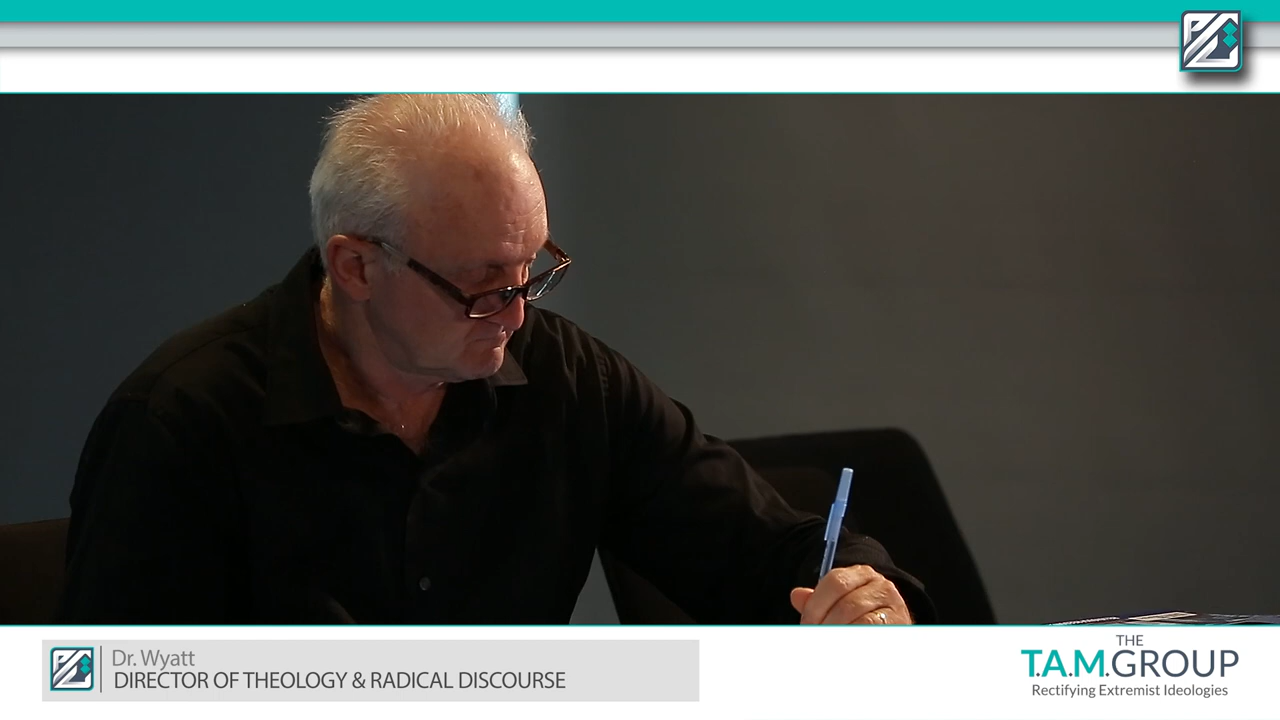 Dr. Wyatt
DIRECTOR OF THEOLOGY & RADICAL DISCOURSE
THE
T.A.M.GROUP
Rectifying Extremist Ideologies